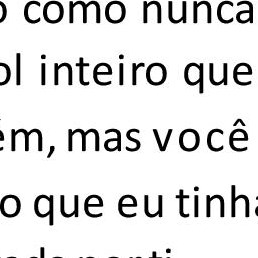 o como nunca
ol inteiro que
ém, mas você
o que eu tinha